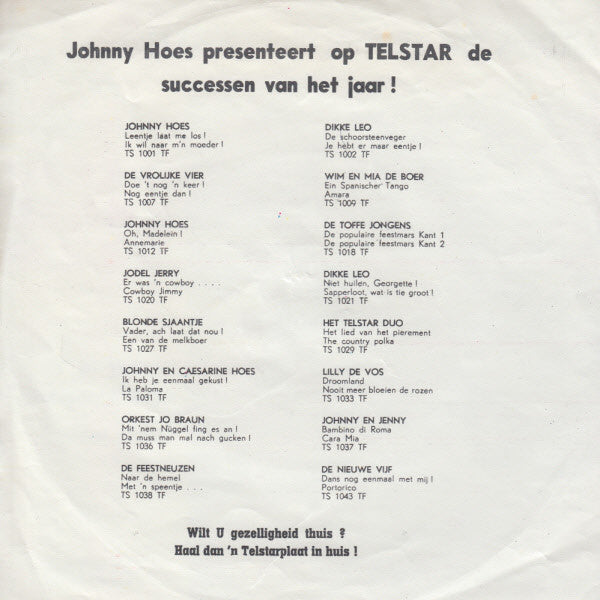 Johnny Hoes presenteert op TELSTAR de
successen van het jaar !
JOHNNY HOES
Leentje laat me los !
Ik wil naar m'n moeder !
TS 1001 TF
DE VROLIJKE VIER
Doe 't nog 'n keer !
Nog eentje dan !
TS 1007 TF
JOHNNY HOES
Oh, Madelein !
Annemarie
TS 1012 TF
JODEL JERRY
Er was 'n cowboy . . . .
Cowboy Jimmy
TS 1020 TF
BLONDE SJAANTJE
Vader, ach laat dat nou !
Een van de melkboer
TS 1027 TF
JOHNNY EN CAESARINE HOES
Ik heb je eenmaal gekust !
La Paloma
TS 1031 TF
ORKEST JO BRAUN
Mit 'nem Nüggel fing es an !
Da muss man mal nach gucken !
TS 1036 TF
DE FEESTNEUZEN
Naar de hemel
Met 'n speentje . . .
TS 1038 TF
DIKKE LEO
De schoorsteenveger
Je hébt er maar eentje !
TS 1002 TF
WIM EN MIA DE BOER
Ein Spanischer Tango
Amara
TS 1009 TF
DE TOFFE JONGENS
De populaire feestmars Kant 1
De populaire feestmars Kant 2
TS 1018 TF
DIKKE LEO
Niet huilen, Georgette !
Sapperloot, wat is tie groot !
TS 1021 TF
HET TELSTAR DUO
Het lied van het pierement
The country polka
TS 1029 TF
LILLY DE VOS
Droomland
Nooit meer bloeien de rozen
TS 1033 TF
JOHNNY EN JENNY
Bambino di Roma
Cara Mia
TS 1037 TF
DE NIEUWE VIJF
Dans nog eenmaal met mij !
Portorico
TS 1043 TF
Wilt U gezelligheid thuis ?
Haal dan 'n Telstarplaat in huis !